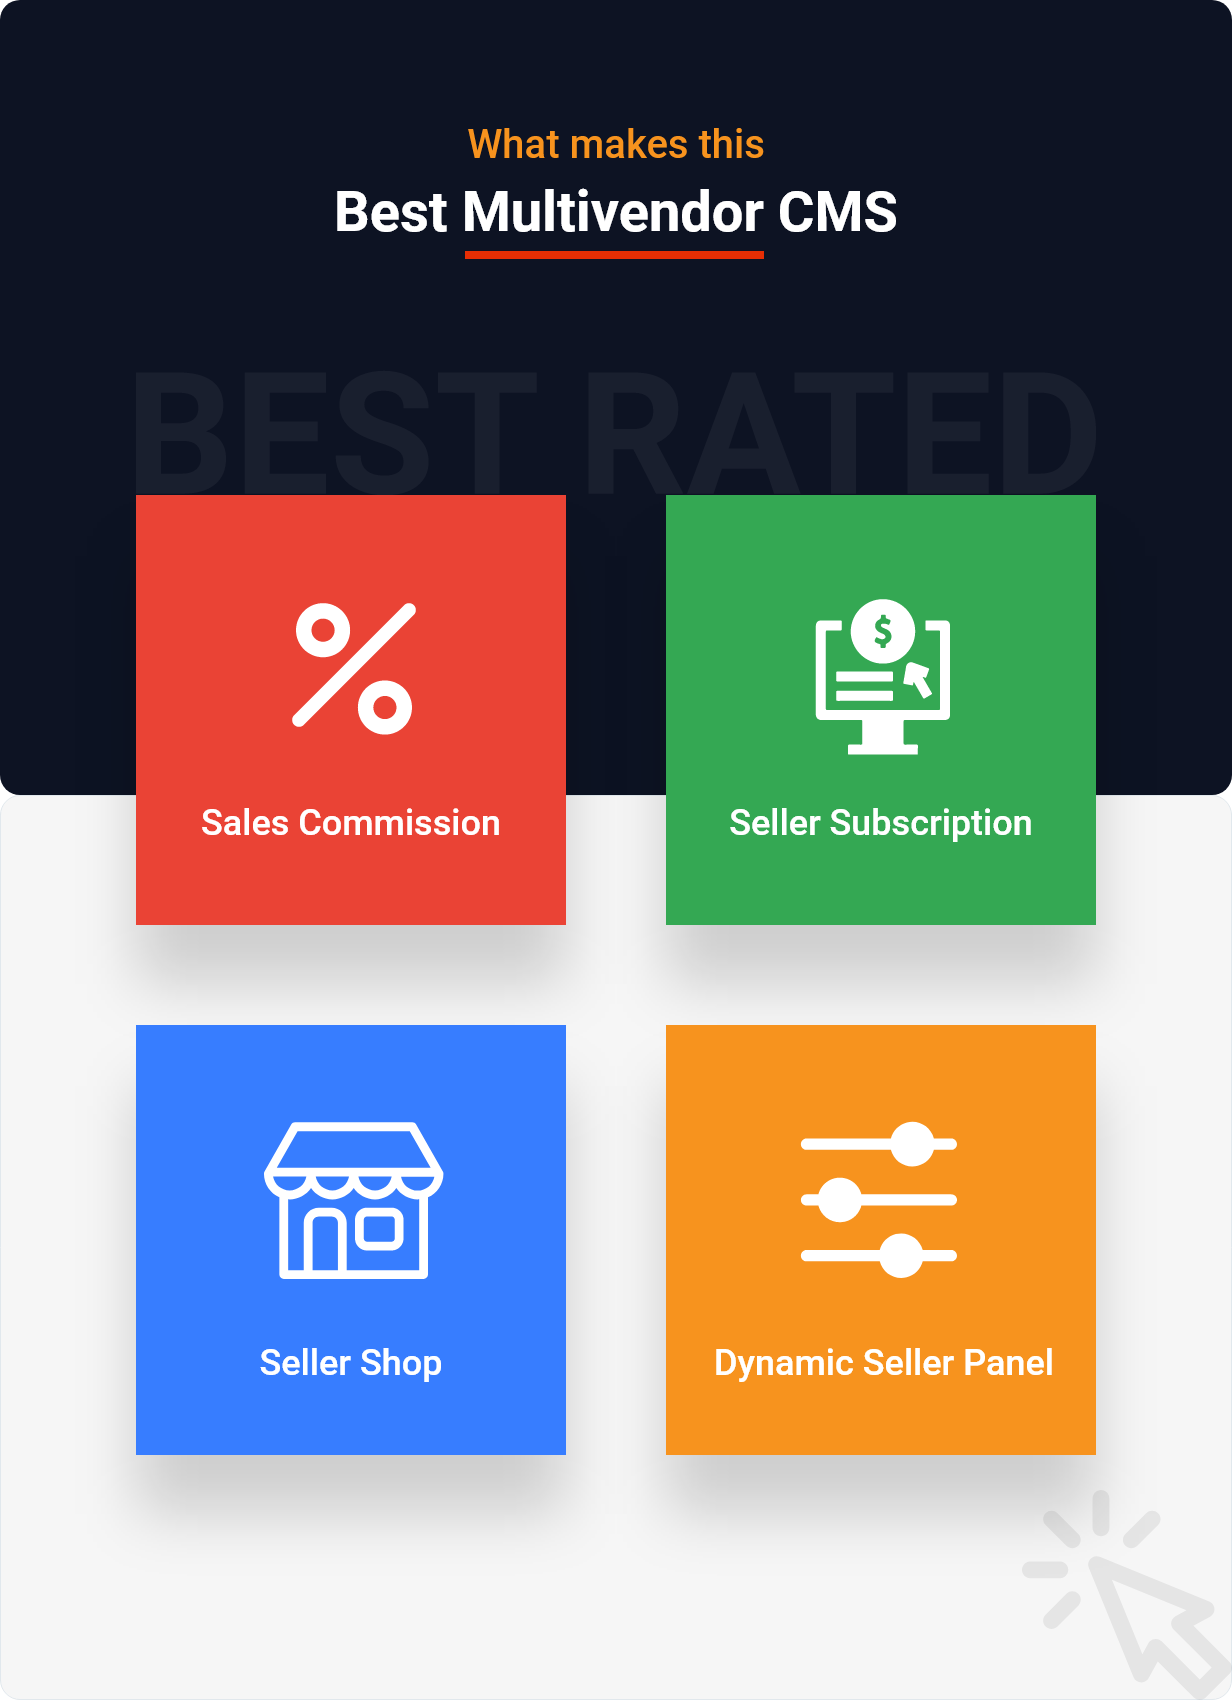 What makes this
Best Multivendor CMS
BEST RATED
$
Sales Commission
Seller Subscription
Seller Shop
Dynamic Seller Panel